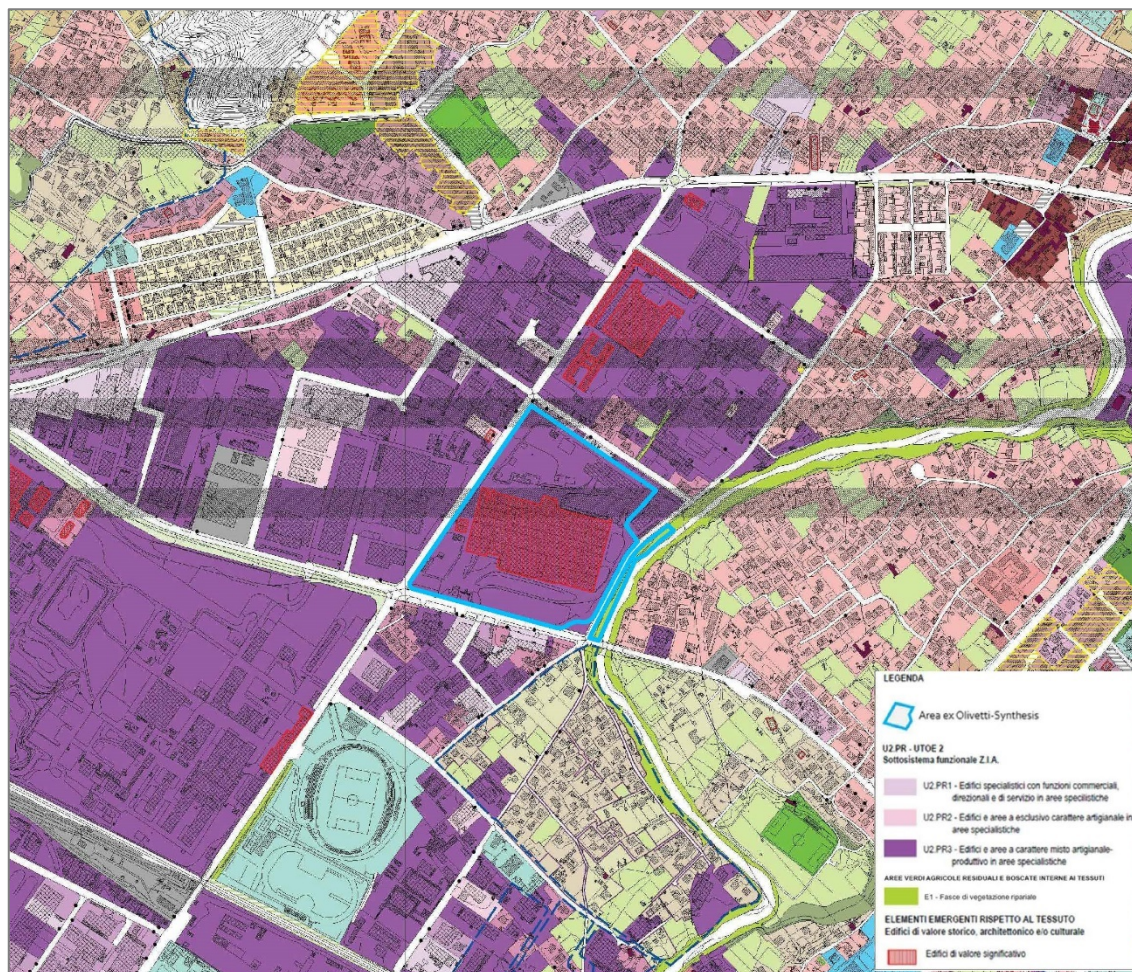 LEGENDA
Area ex Olivetti-Synthesis
U2.PR - UTOE 2
Sottosistema funzionale Z.I.A.
U2.PR1 - Edifici specialistici con funzioni commerciali,
direzionali e di servizio in aree specilistiche
U2.PR2 - Edifici e aree a esclusivo carattere artigianale in
aree specialistiche
U2.PR3 - Edifici e aree a carattere misto artigianale-
produttivo in aree specialistiche
AREE VERDI AGRICOLE RESIDUALI E BOSCATE INTERNE AI TESSUTI
E1 - Fasce di vegetazione ripariale
ELEMENTI EMERGENTI RISPETTO AL TESSUTO
Edifici di valore storico, architettonico e/o culturale
Edifici di valore significativo